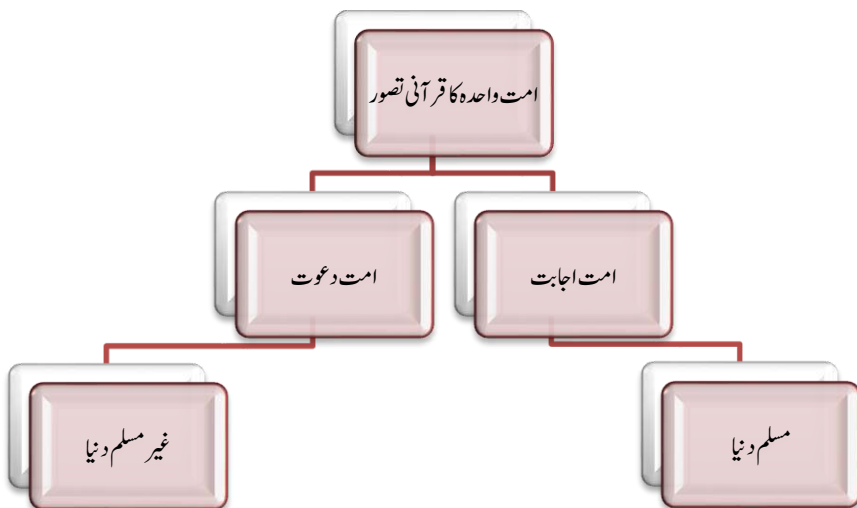 امت واحدہ کا قرآنی تصور
امت اجابت
امت دعوت
مسلم دنیا
غیر مسلم دنیا